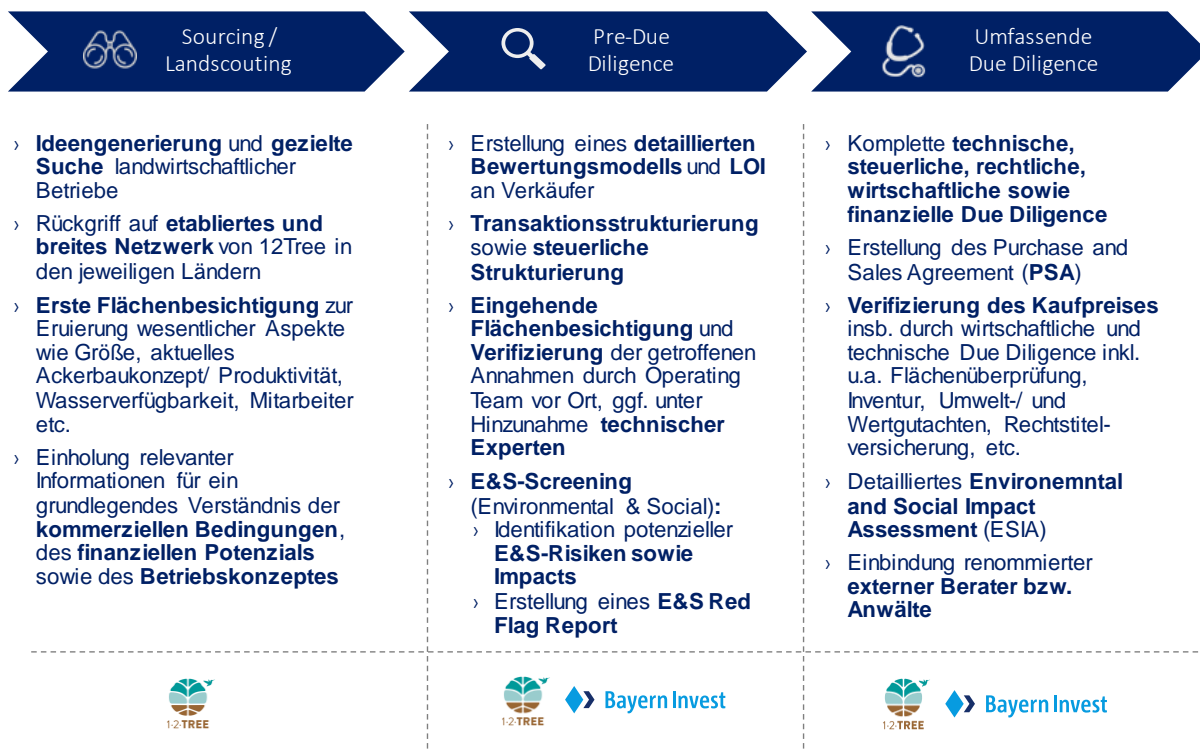 Sourcing /
Landscouting
Pre-Due
Diligence
Umfassende
Due Diligence
› Ideengenerierung und gezielte
Suche landwirtschaftlicher
Betriebe
› Rückgriff auf etabliertes und
breites Netzwerk von 12Tree in
den jeweiligen Ländern
› Erste Flächenbesichtigung zur
Eruierung wesentlicher Aspekte
wie Größe, aktuelles
Ackerbaukonzept/ Produktivität,
Wasserverfügbarkeit, Mitarbeiter
etc.
› Einholung relevanter
Informationen für ein
grundlegendes Verständnis der
kommerziellen Bedingungen,
des finanziellen Potenzials
sowie des Betriebskonzeptes
› Erstellung eines detaillierten
Bewertungsmodells und LOI
an Verkäufer
› Transaktionsstrukturierung
sowie steuerliche
Strukturierung
› Eingehende
Flächenbesichtigung und
Verifizierung der getroffenen
Annahmen durch Operating
Team vor Ort, ggf. unter
Hinzunahme technischer
Experten
› E&S-Screening
(Environmental & Social):
› Identifikation potenzieller
E&S-Risiken sowie
Impacts
› Erstellung eines E&S Red
Flag Report
› Komplette technische,
steuerliche, rechtliche,
wirtschaftliche sowie
finanzielle Due Diligence
› Erstellung des Purchase and
Sales Agreement (PSA)
› Verifizierung des Kaufpreises
insb. durch wirtschaftliche und
technische Due Diligence inkl.
u.a. Flächenüberprüfung,
Inventur, Umwelt-/ und
Wertgutachten, Rechtstitel-
versicherung, etc.
› Detailliertes Environemntal
and Social Impact
Assessment (ESIA)
› Einbindung renommierter
externer Berater bzw.
Anwälte
1·2·TREE
1·2·TREE
Bayern Invest
1·2·TREE
Bayern Invest